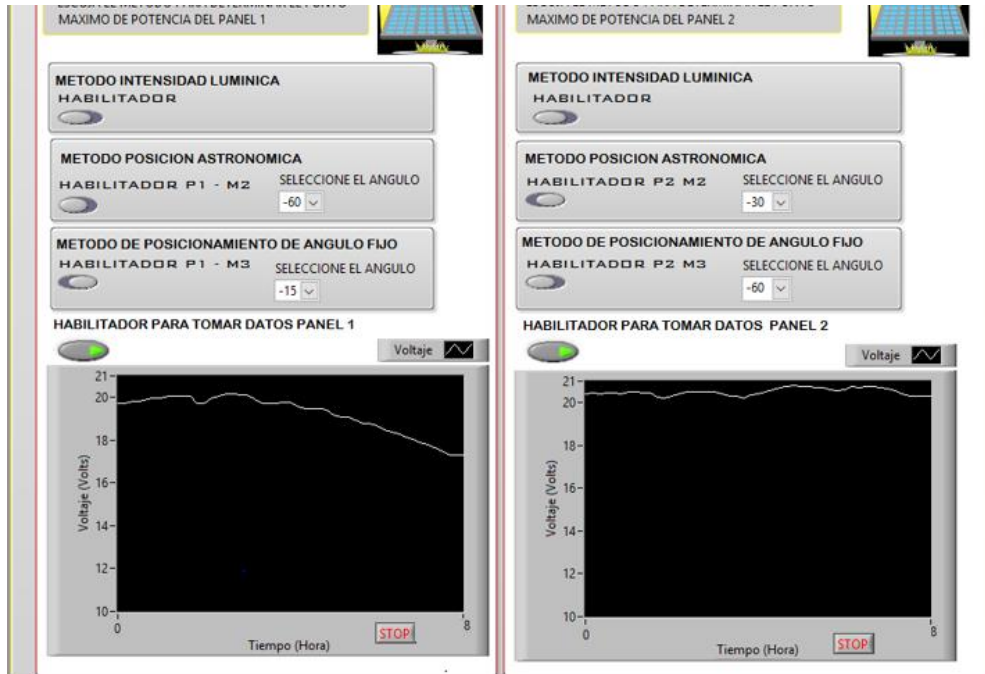 MAXIMO DE POTENCIA DEL PANEL 1
METODO INTENSIDAD LUMINICA
HABILITADOR
METODO POSICION ASTRONOMICA
HABILITADOR P1 - M2
SELECCIONE EL ANGULO
-60
METODO DE POSICIONAMIENTO DE ANGULO FIJO
HABILITADOR P1 - M3
SELECCIONE EL ANGULO
-15
HABILITADOR PARA TOMAR DATOS PANEL 1
Voltaje
21
20
18
16
14
12
10
Voltaje (Volts)
0
8
Tiempo (Hora)
STOP
MAXIMO DE POTENCIA DEL PANEL 2
METODO INTENSIDAD LUMINICA
HABILITADOR
METODO POSICION ASTRONOMICA
HABILITADOR P2 M2
SELECCIONE EL ANGULO
-30
METODO DE POSICIONAMIENTO DE ANGULO FIJO
HABILITADOR P2 M3
SELECCIONE EL ANGULO
-60
HABILITADOR PARA TOMAR DATOS PANEL 2
Voltaje
21
20
18
16
14
12
10
Voltaje (Volts)
0
8
Tiempo (Hora)
STOP